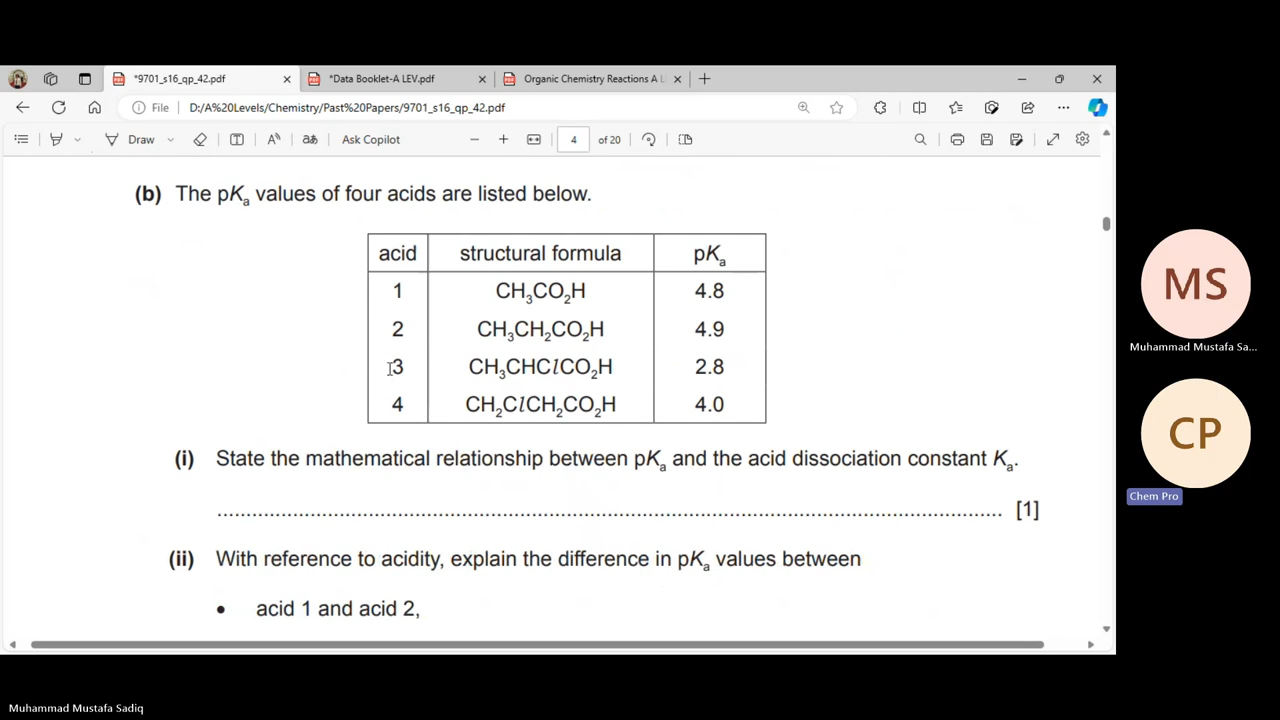 *9701_s16_qp_42.pdf
*Data Booklet-A LEV.pdf
Organic Chemistry Reactions A L
File D:/A%20Levels/Chemistry/Past%20Papers/9701_s16_qp_42.pdf
Draw
aあ
Ask Copilot
4 of 20
(b) The pKa values of four acids are listed below.
acid structural formula pKa
1 CH3CO2H 4.8
2 CH3CH2CO2H 4.9
3 CH3CHClCO2H 2.8
4 CH2ClCH2CO2H 4.0
(i) State the mathematical relationship between pKa and the acid dissociation constant Ka.
[1]
(ii) With reference to acidity, explain the difference in pKa values between
• acid 1 and acid 2,
MS
Muhammad Mustafa Sa...
CP
Chem Pro
Muhammad Mustafa Sadiq